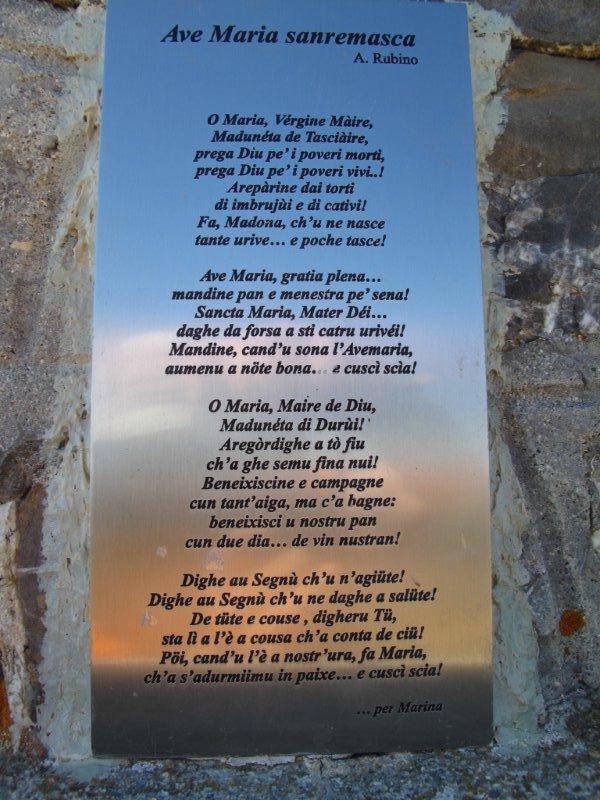 Ave Maria sanremasca
A. Rubino
O Maria, Vérgine Màire,
Madunéta de Tasciàire,
prega Diu pe' i poveri morti,
prega Diu pe' i poveri vivi..!
Arepàrine dai torti
di imbrujùi e di cativi!
Fa, Madona, ch'u ne nasce
tante urive... e poche tasce!
Ave Maria, gratia plena...
mandine pan e menestra pe' sena!
Sancta Maria, Mater Déi...
daghe da forsa a sti catru urivéi!
Mandine, cand'u sona l'Avemaria,
aumenu a nöte bona... e cuscì scìa!
O Maria, Maire de Diu,
Madunéta di Durùi!
Aregòrdighe a tò fiu
ch'a ghe semu fina nui!
Beneixiscine e campagne
cun tant'aiga, ma c'a bagne:
beneixisci u nostru pan
cun due dia... de vin nustran!
Dighe au Segnù ch'u n'agiüte!
Dighe au Segnù ch'u ne daghe a salüte!
De tüte e couse , digheru Tü,
sta lì a l'è a cousa ch'a conta de ciü!
Pöi, cand'u l'è a nostr'ura, fa Maria,
ch'a s'adurmiimu in paixe... e cuscì scia!
... per Marina